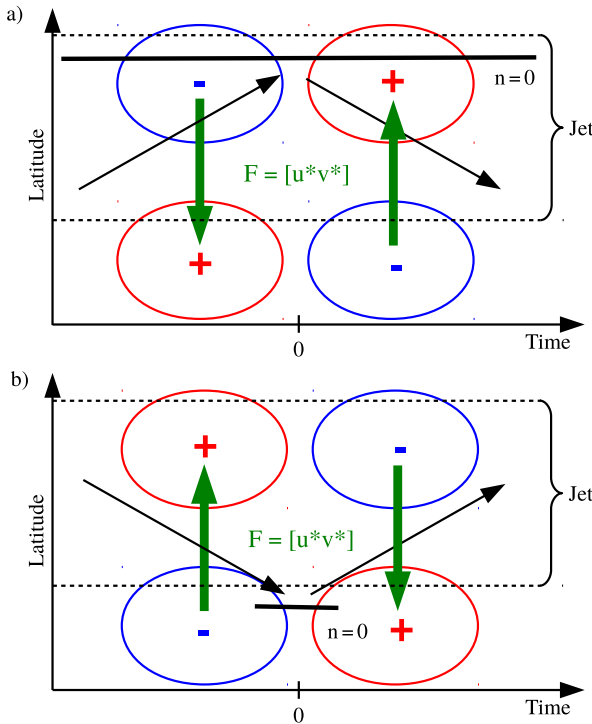 a)
-
+
n=0
Jet
Latitude
F = [u*v*]
+
-
0
Time
b)
+
-
Latitude
Jet
F = [u*v*]
-
+
n=0
0
Time